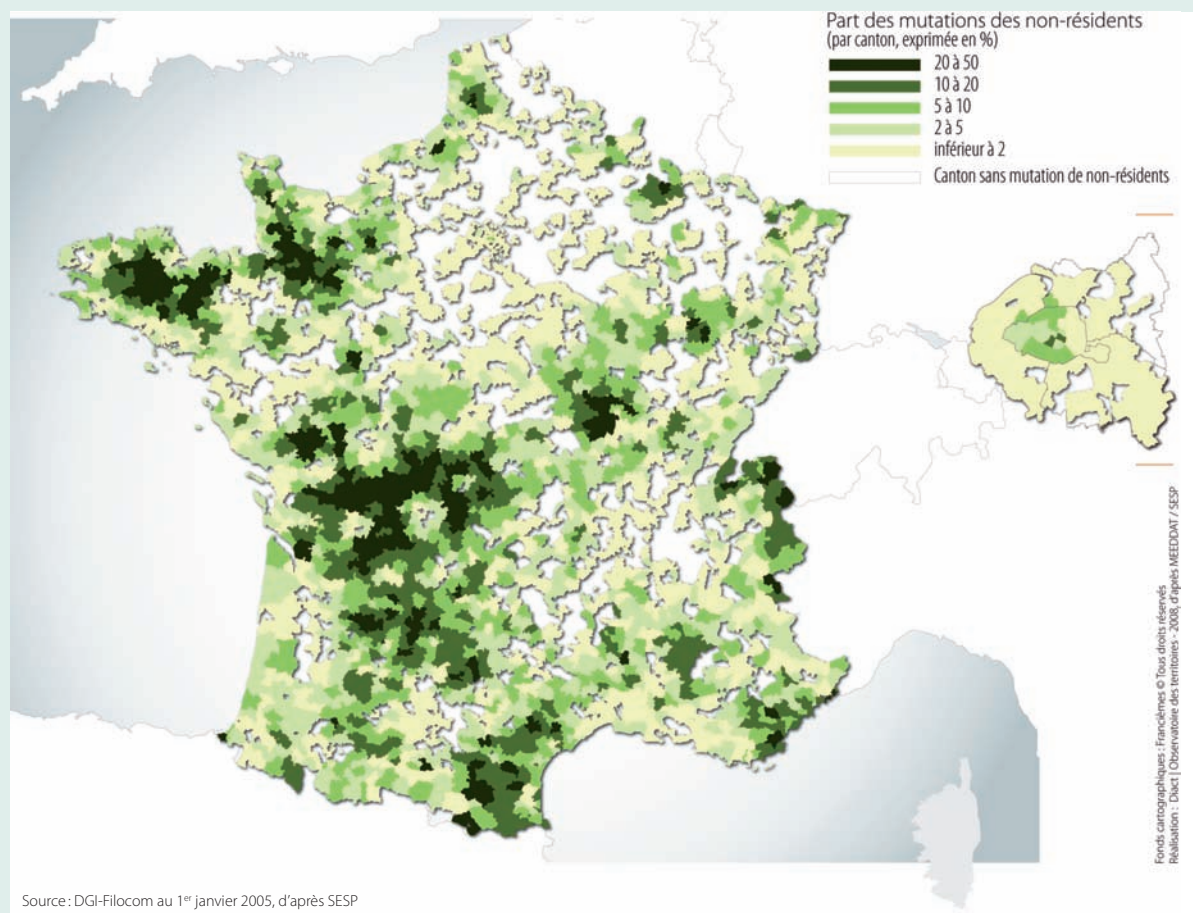 Part des mutations des non-résidents
(par canton, exprimée en %)
20 à 50
10 à 20
5 à 10
2 à 5
inférieur à 2
Canton sans mutation de non-résidents
Fonds cartographiques : Francièmes © Tous droits réservés
Réalisation : Diact | Observatoire des territoires - 2008, d'après MEEDDAT / SESP
Source : DGI-Filocom au 1er janvier 2005, d'après SESP